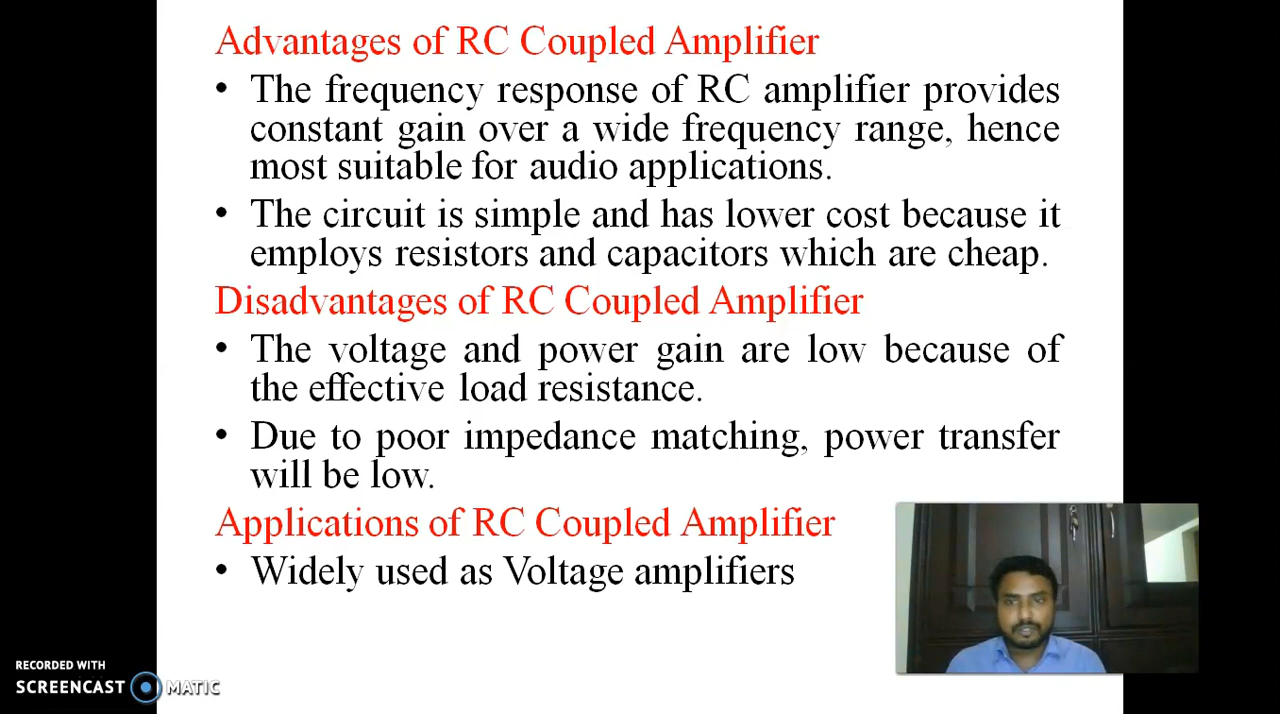 Advantages of RC Coupled Amplifier
• The frequency response of RC amplifier provides
constant gain over a wide frequency range, hence
most suitable for audio applications.
• The circuit is simple and has lower cost because it
employs resistors and capacitors which are cheap.
Disadvantages of RC Coupled Amplifier
• The voltage and power gain are low because of
the effective load resistance.
• Due to poor impedance matching, power transfer
will be low.
Applications of RC Coupled Amplifier
• Widely used as Voltage amplifiers
RECORDED WITH
SCREENCAST MATIC